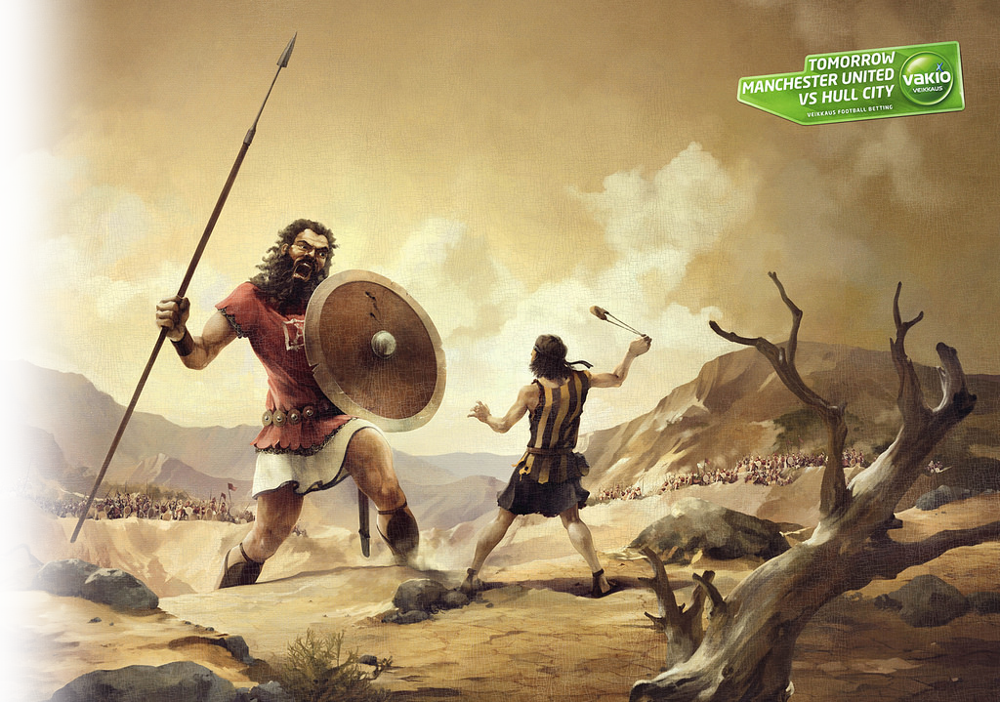 TOMORROW
MANCHESTER UNITED
VS HULL CITY
VEIKKAUS FOOTBALL BETTING
vakio
VEIKKAUS